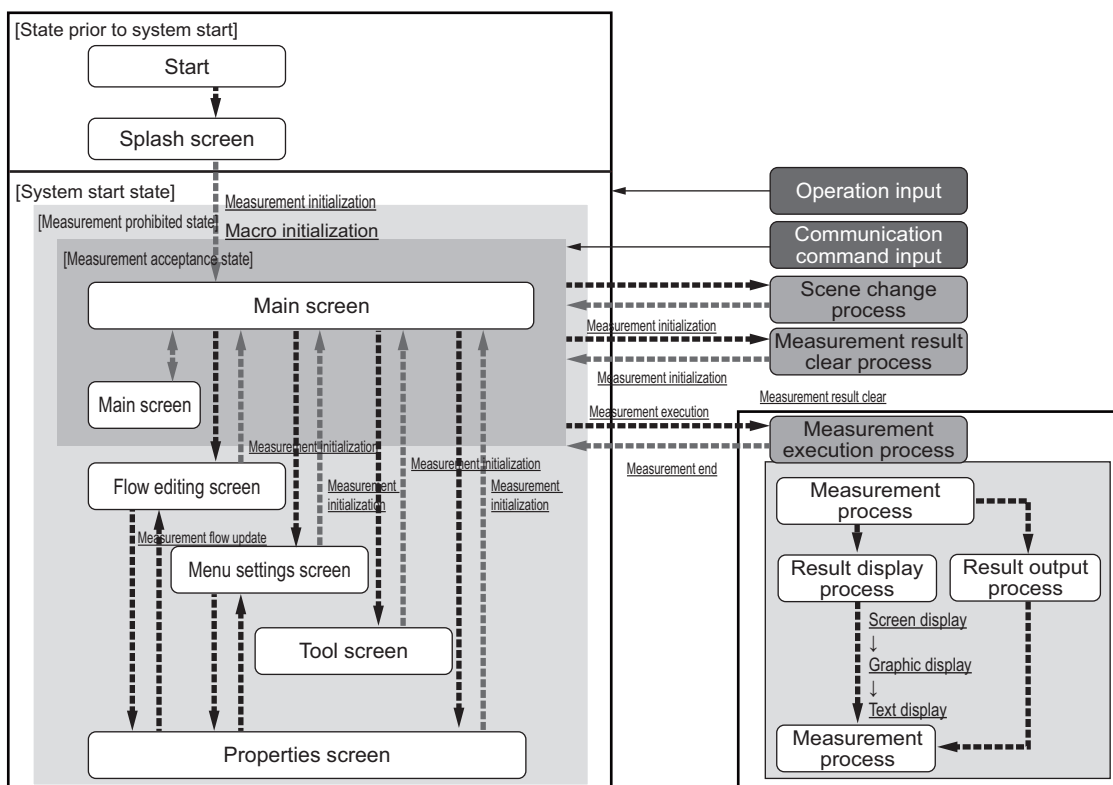 [State prior to system start]
Start
Splash screen
[System start state]
Measurement initialization
[Measurement prohibited state]
Macro initialization
[Measurement acceptance state]
Main screen
Main screen
Measurement initialization
Flow editing screen
Measurement initialization
Measurement
initialization
Measurement
initialization
Measurement flow update
Menu settings screen
Tool screen
Properties screen
Operation input
Communication
command input
Scene change
process
Measurement initialization
Measurement result
clear process
Measurement initialization
Measurement result clear
Measurement execution
Measurement
execution process
Measurement end
Measurement
process
Result display
process
Result output
process
Screen display
↓
Graphic display
↓
Text display
Measurement
process